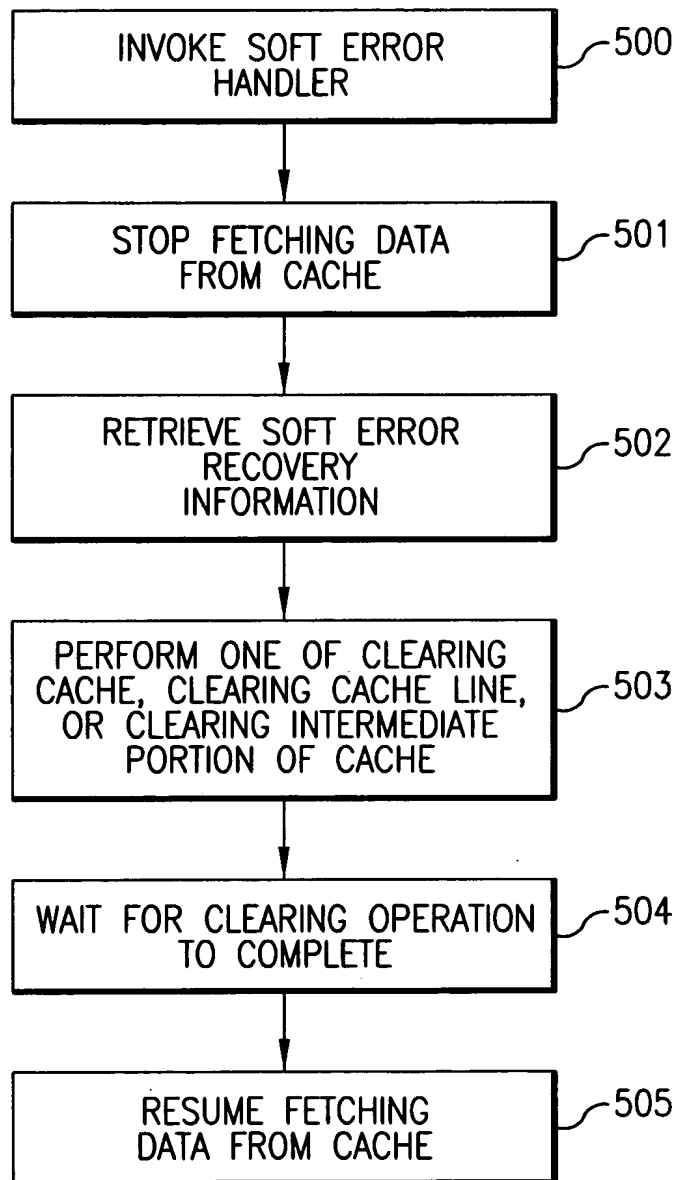 INVOKE SOFT ERROR
HANDLER
500
STOP FETCHING DATA
FROM CACHE
501
RETRIEVE SOFT ERROR
RECOVERY
INFORMATION
502
PERFORM ONE OF CLEARING
CACHE, CLEARING CACHE LINE,
OR CLEARING INTERMEDIATE
PORTION OF CACHE
503
WAIT FOR CLEARING OPERATION
TO COMPLETE
504
RESUME FETCHING
DATA FROM CACHE
505